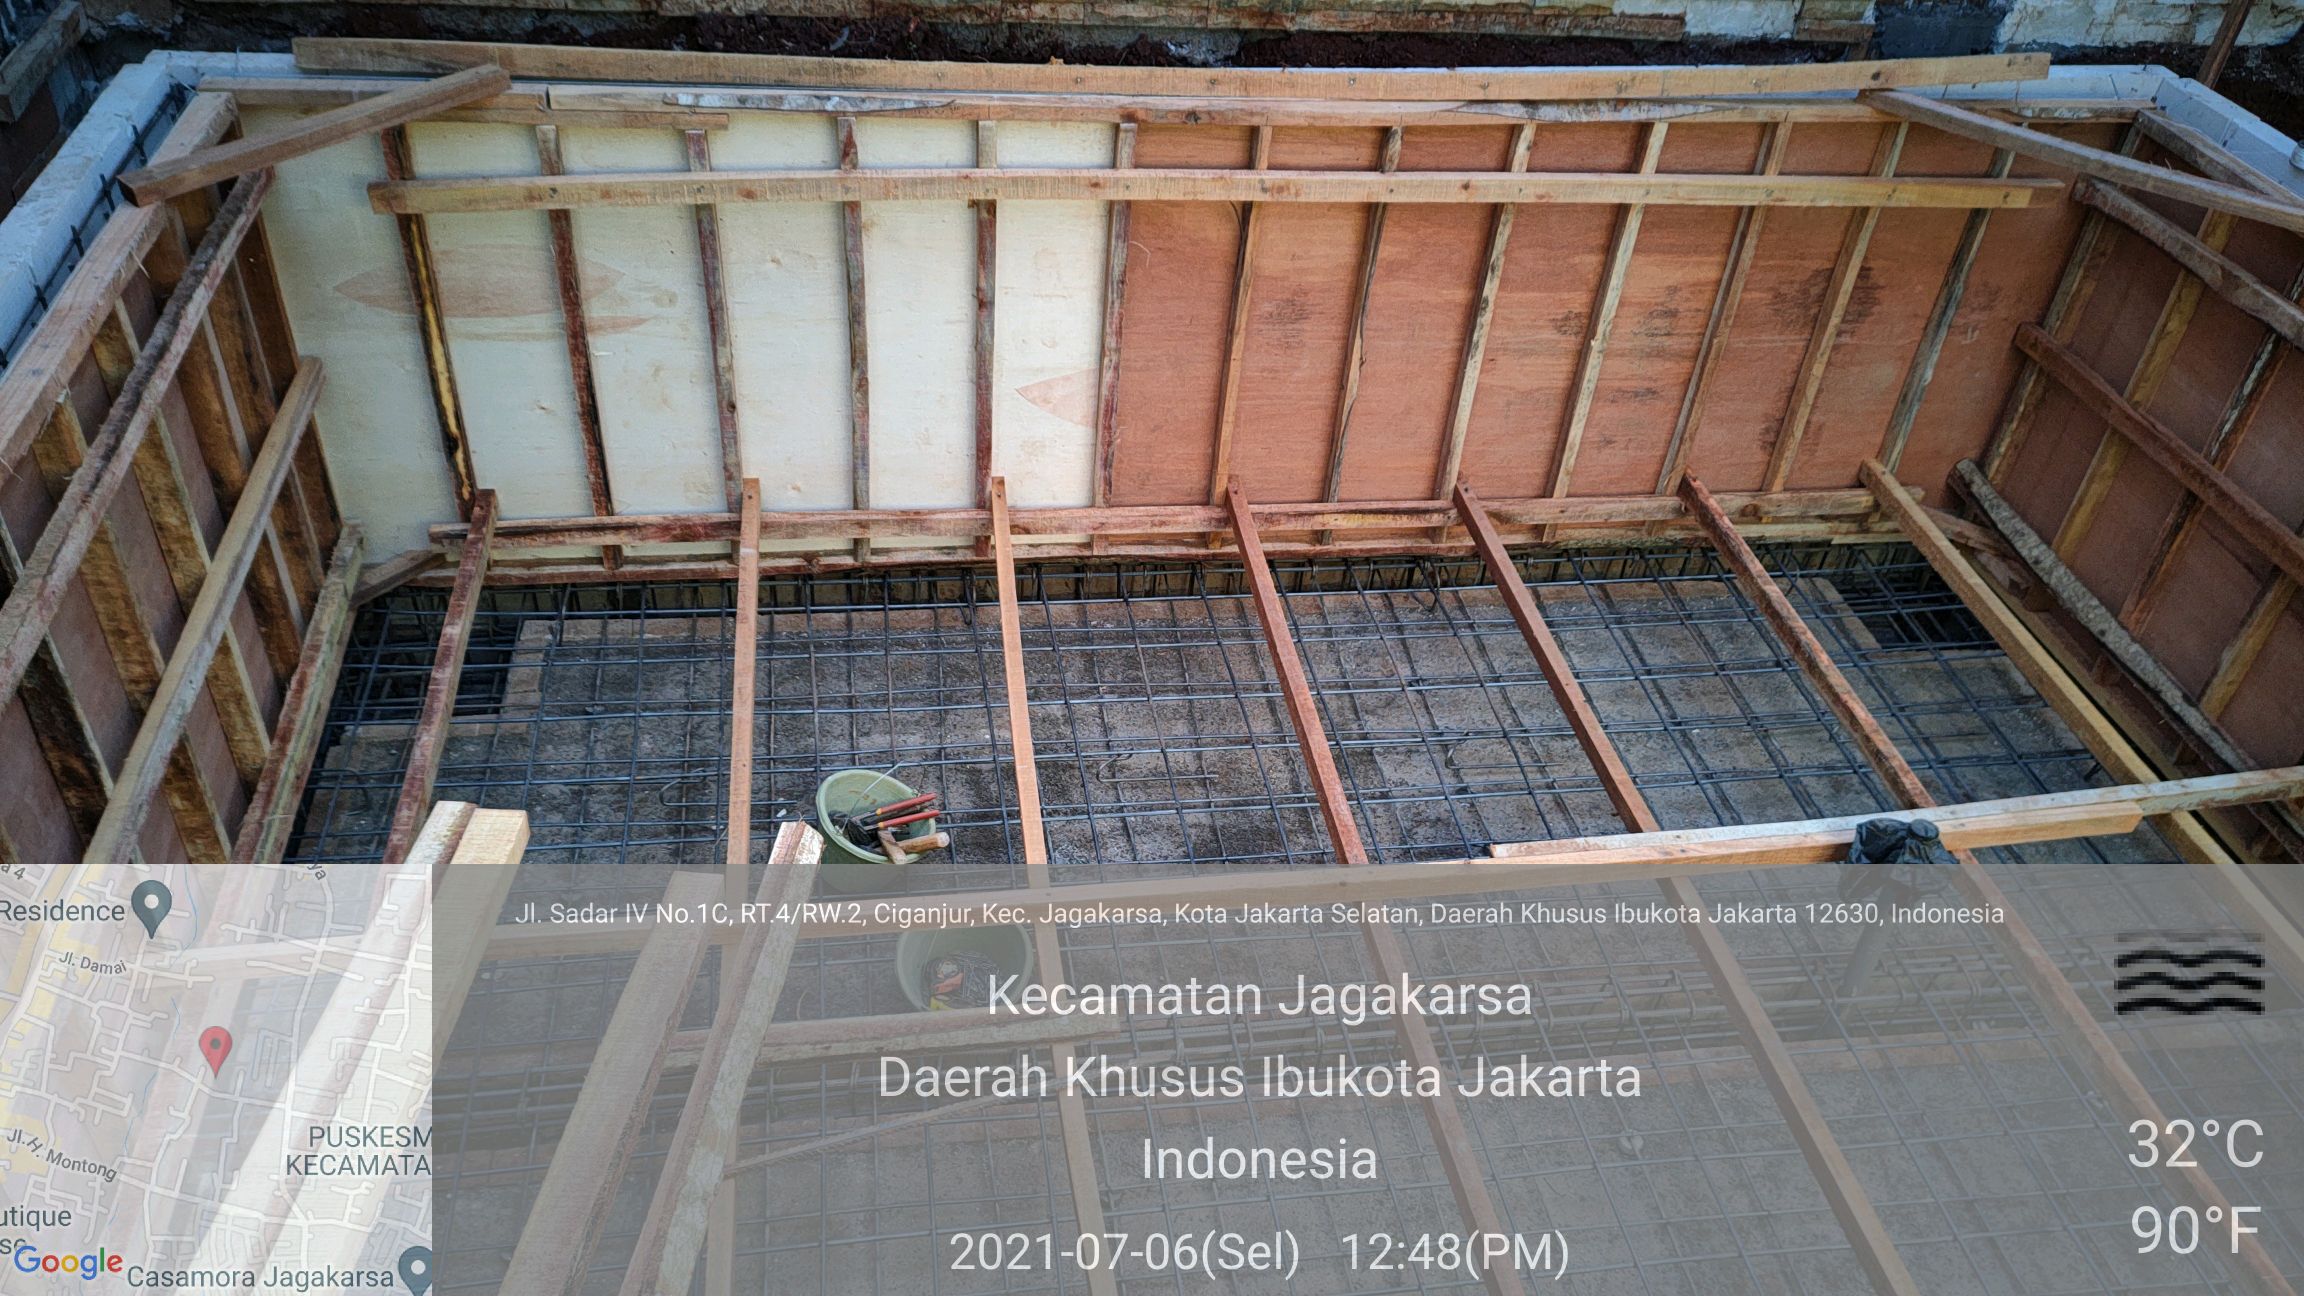 Jl. Sadar IV No.1C, RT.4/RW.2, Ciganjur, Kec. Jagakarsa, Kota Jakarta Selatan, Daerah Khusus Ibukota Jakarta 12630, Indonesia
Kecamatan Jagakarsa
Daerah Khusus Ibukota Jakarta
Indonesia
2021-07-06(Sel) 12:48(PM)
32°C
90°F
Residence
Jl. Damai
Jl. H. Montong
PUSKESM
KECAMATA
Google
Casamora Jagakarsa